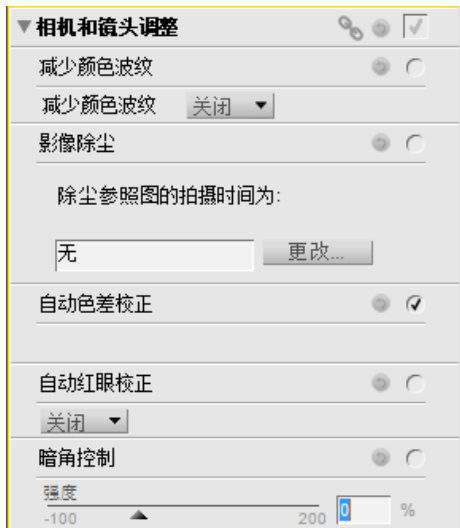 相机和镜头调整
减少颜色波纹
减少颜色波纹 关闭
影像除尘
除尘参照图的拍摄时间为:
无 更改...
自动色差校正
自动红眼校正
关闭
暗角控制
强度
-100 200 0 %